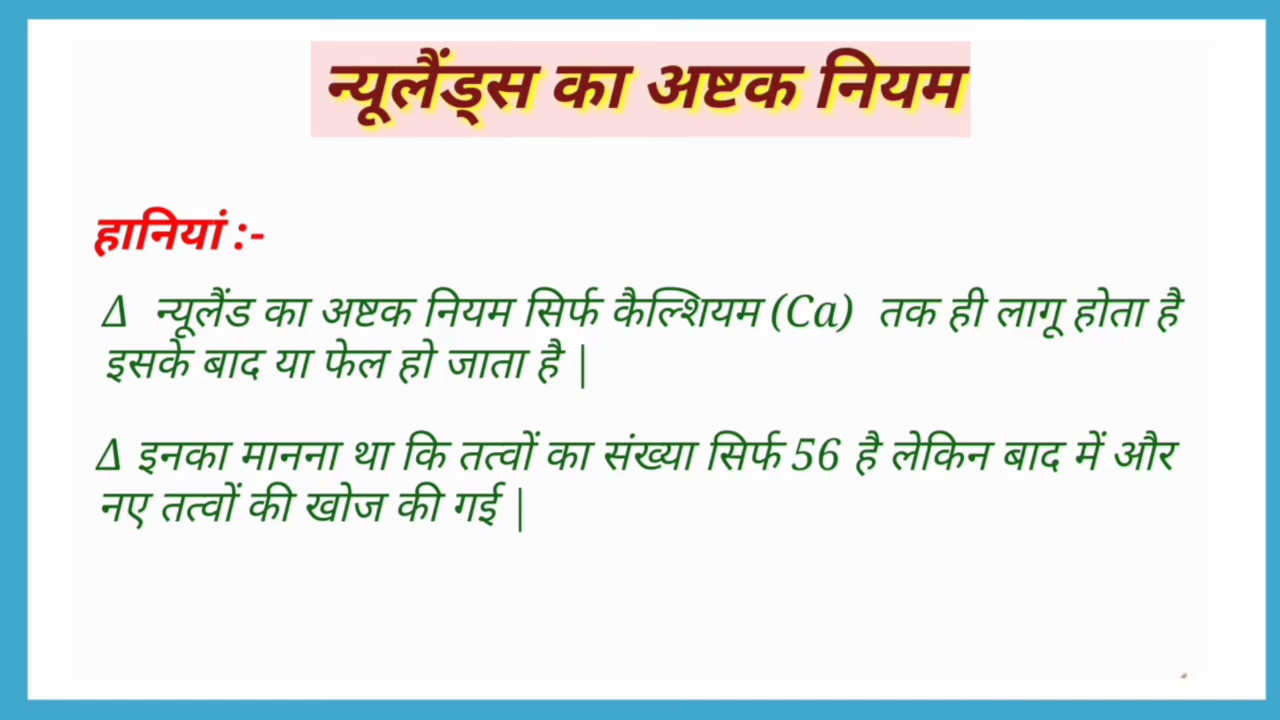 न्यूलैंड्स का अष्टक नियम
हानियां :-
Δ न्यूलैंड का अष्टक नियम सिर्फ कैल्शियम (Ca) तक ही लागू होता है
इसके बाद या फेल हो जाता है |
Δ इनका मानना था कि तत्वों का संख्या सिर्फ 56 है लेकिन बाद में और
नए तत्वों की खोज की गई |